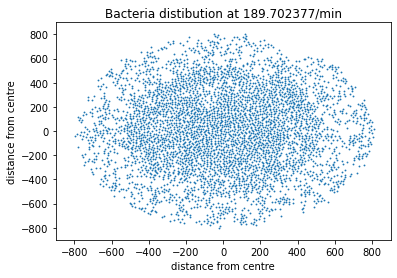 Bacteria distibution at 189.702377/min
distance from centre
800
600
400
200
0
−200
−400
−600
−800
−800 −600 −400 −200 0 200 400 600 800
distance from centre